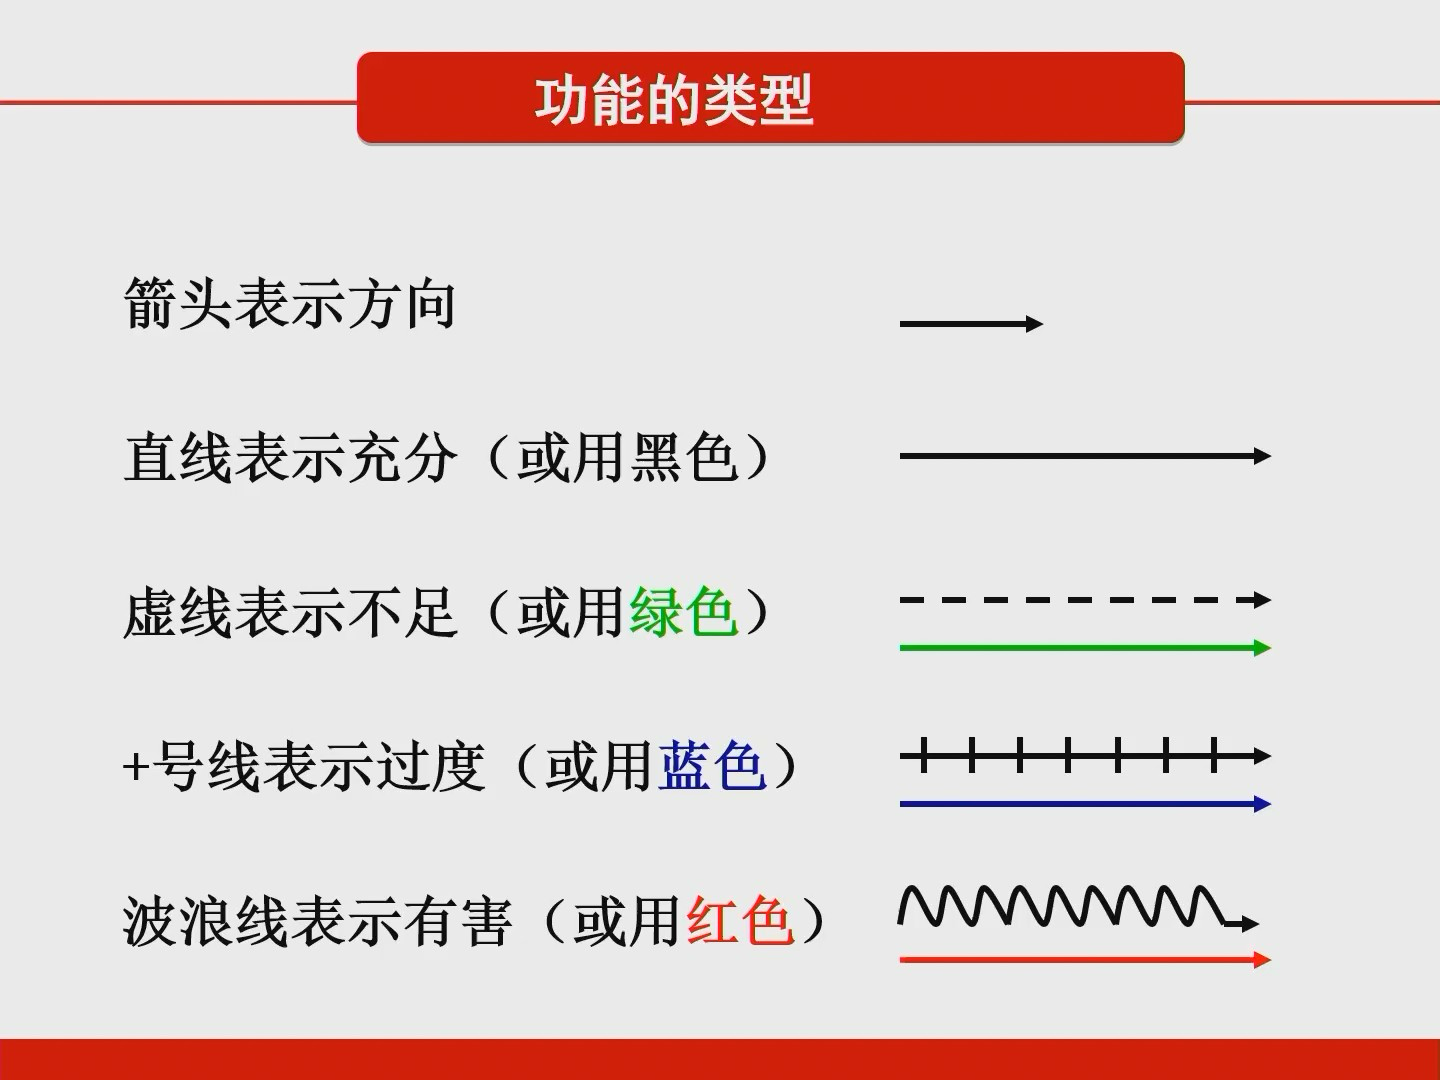 功能的类型
箭头表示方向
直线表示充分（或用黑色）
虚线表示不足（或用绿色）
+号线表示过度（或用蓝色）
波浪线表示有害（或用红色）